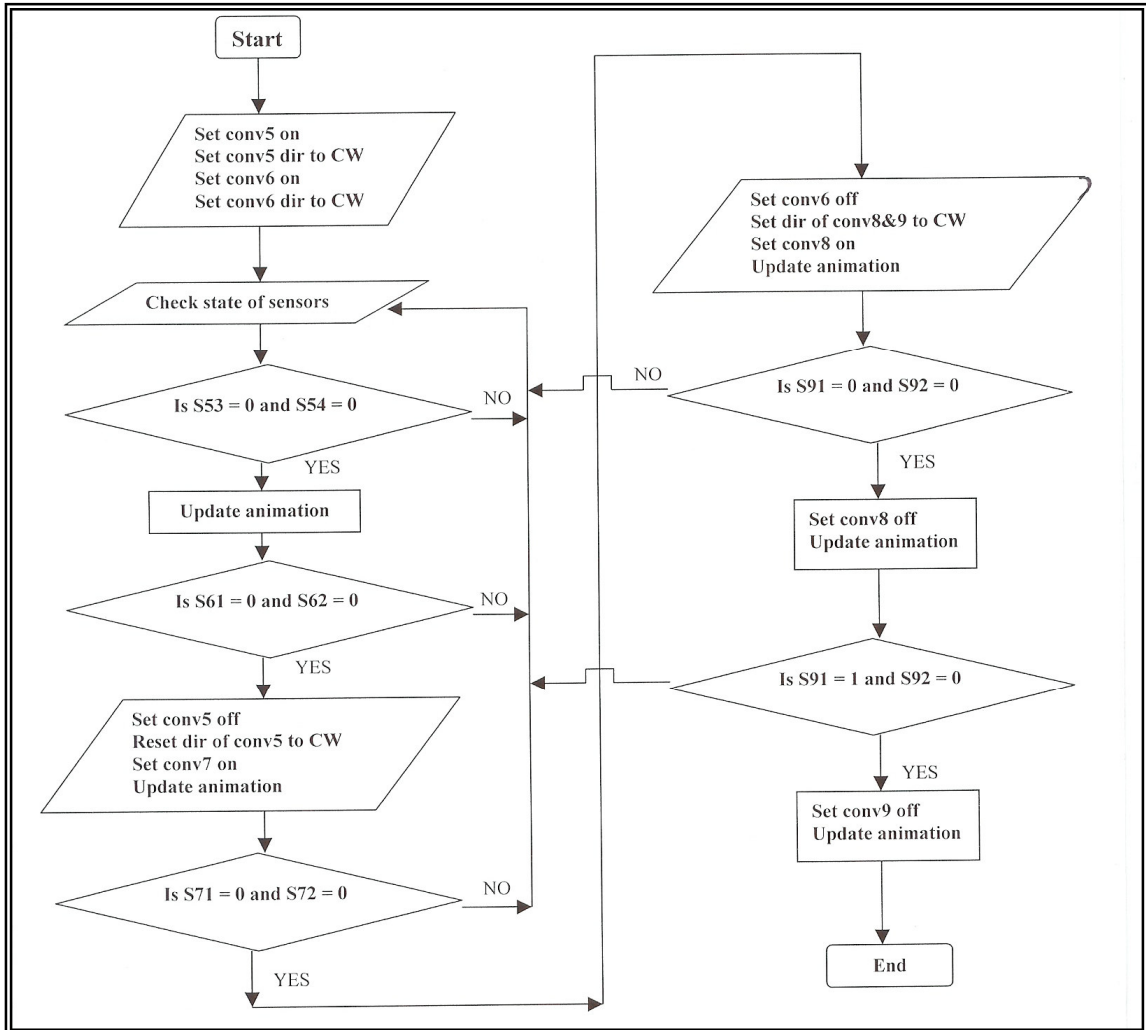 Start
Set conv5 on
Set conv5 dir to CW
Set conv6 on
Set conv6 dir to CW
Check state of sensors
Is S53 = 0 and S54 = 0
NO
YES
Update animation
Is S61 = 0 and S62 = 0
NO
YES
Set conv5 off
Reset dir of conv5 to CW
Set conv7 on
Update animation
Is S71 = 0 and S72 = 0
NO
YES
Set conv6 off
Set dir of conv8&9 to CW
Set conv8 on
Update animation
NO
Is S91 = 0 and S92 = 0
YES
Set conv8 off
Update animation
Is S91 = 1 and S92 = 0
YES
Set conv9 off
Update animation
End